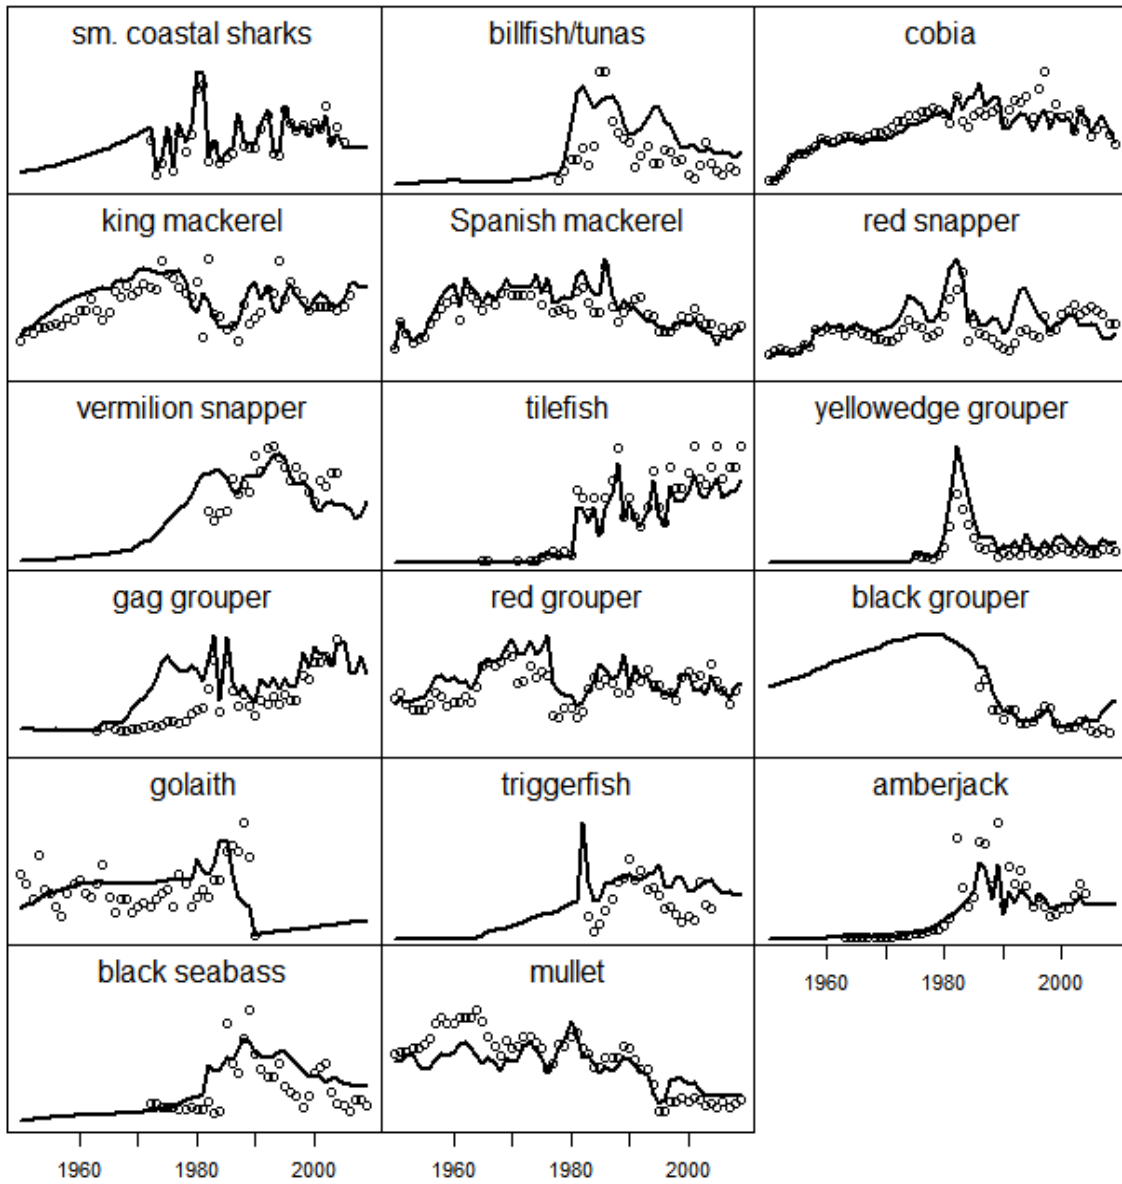 sm. coastal sharks
billfish/tunas
cobia
king mackerel
Spanish mackerel
red snapper
vermilion snapper
tilefish
yellowedge grouper
gag grouper
red grouper
black grouper
golaith
triggerfish
amberjack
1960 1980 2000
black seabass
mullet
1960 1980 2000
1960 1980 2000